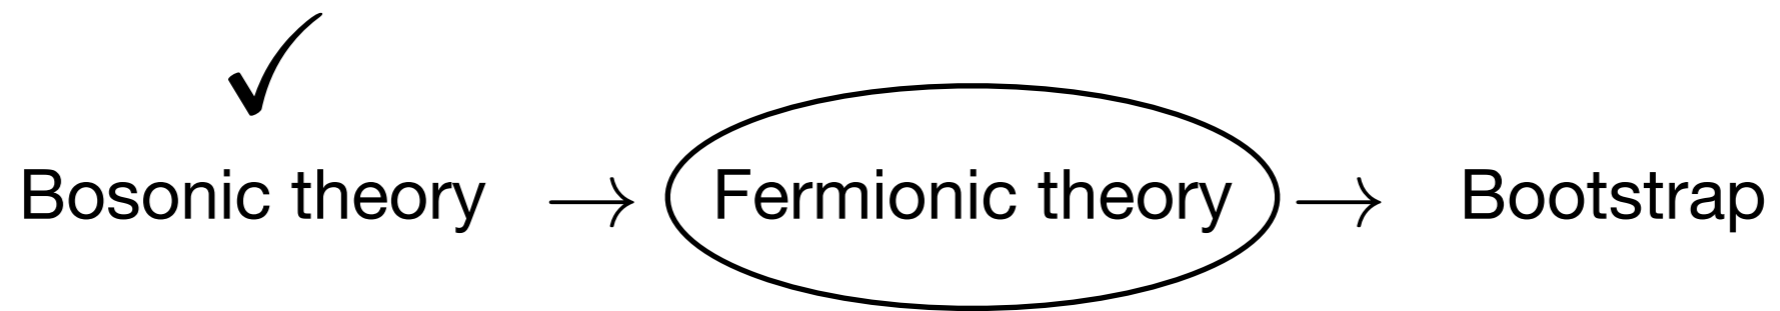 Bosonic theory → Fermionic theory → Bootstrap